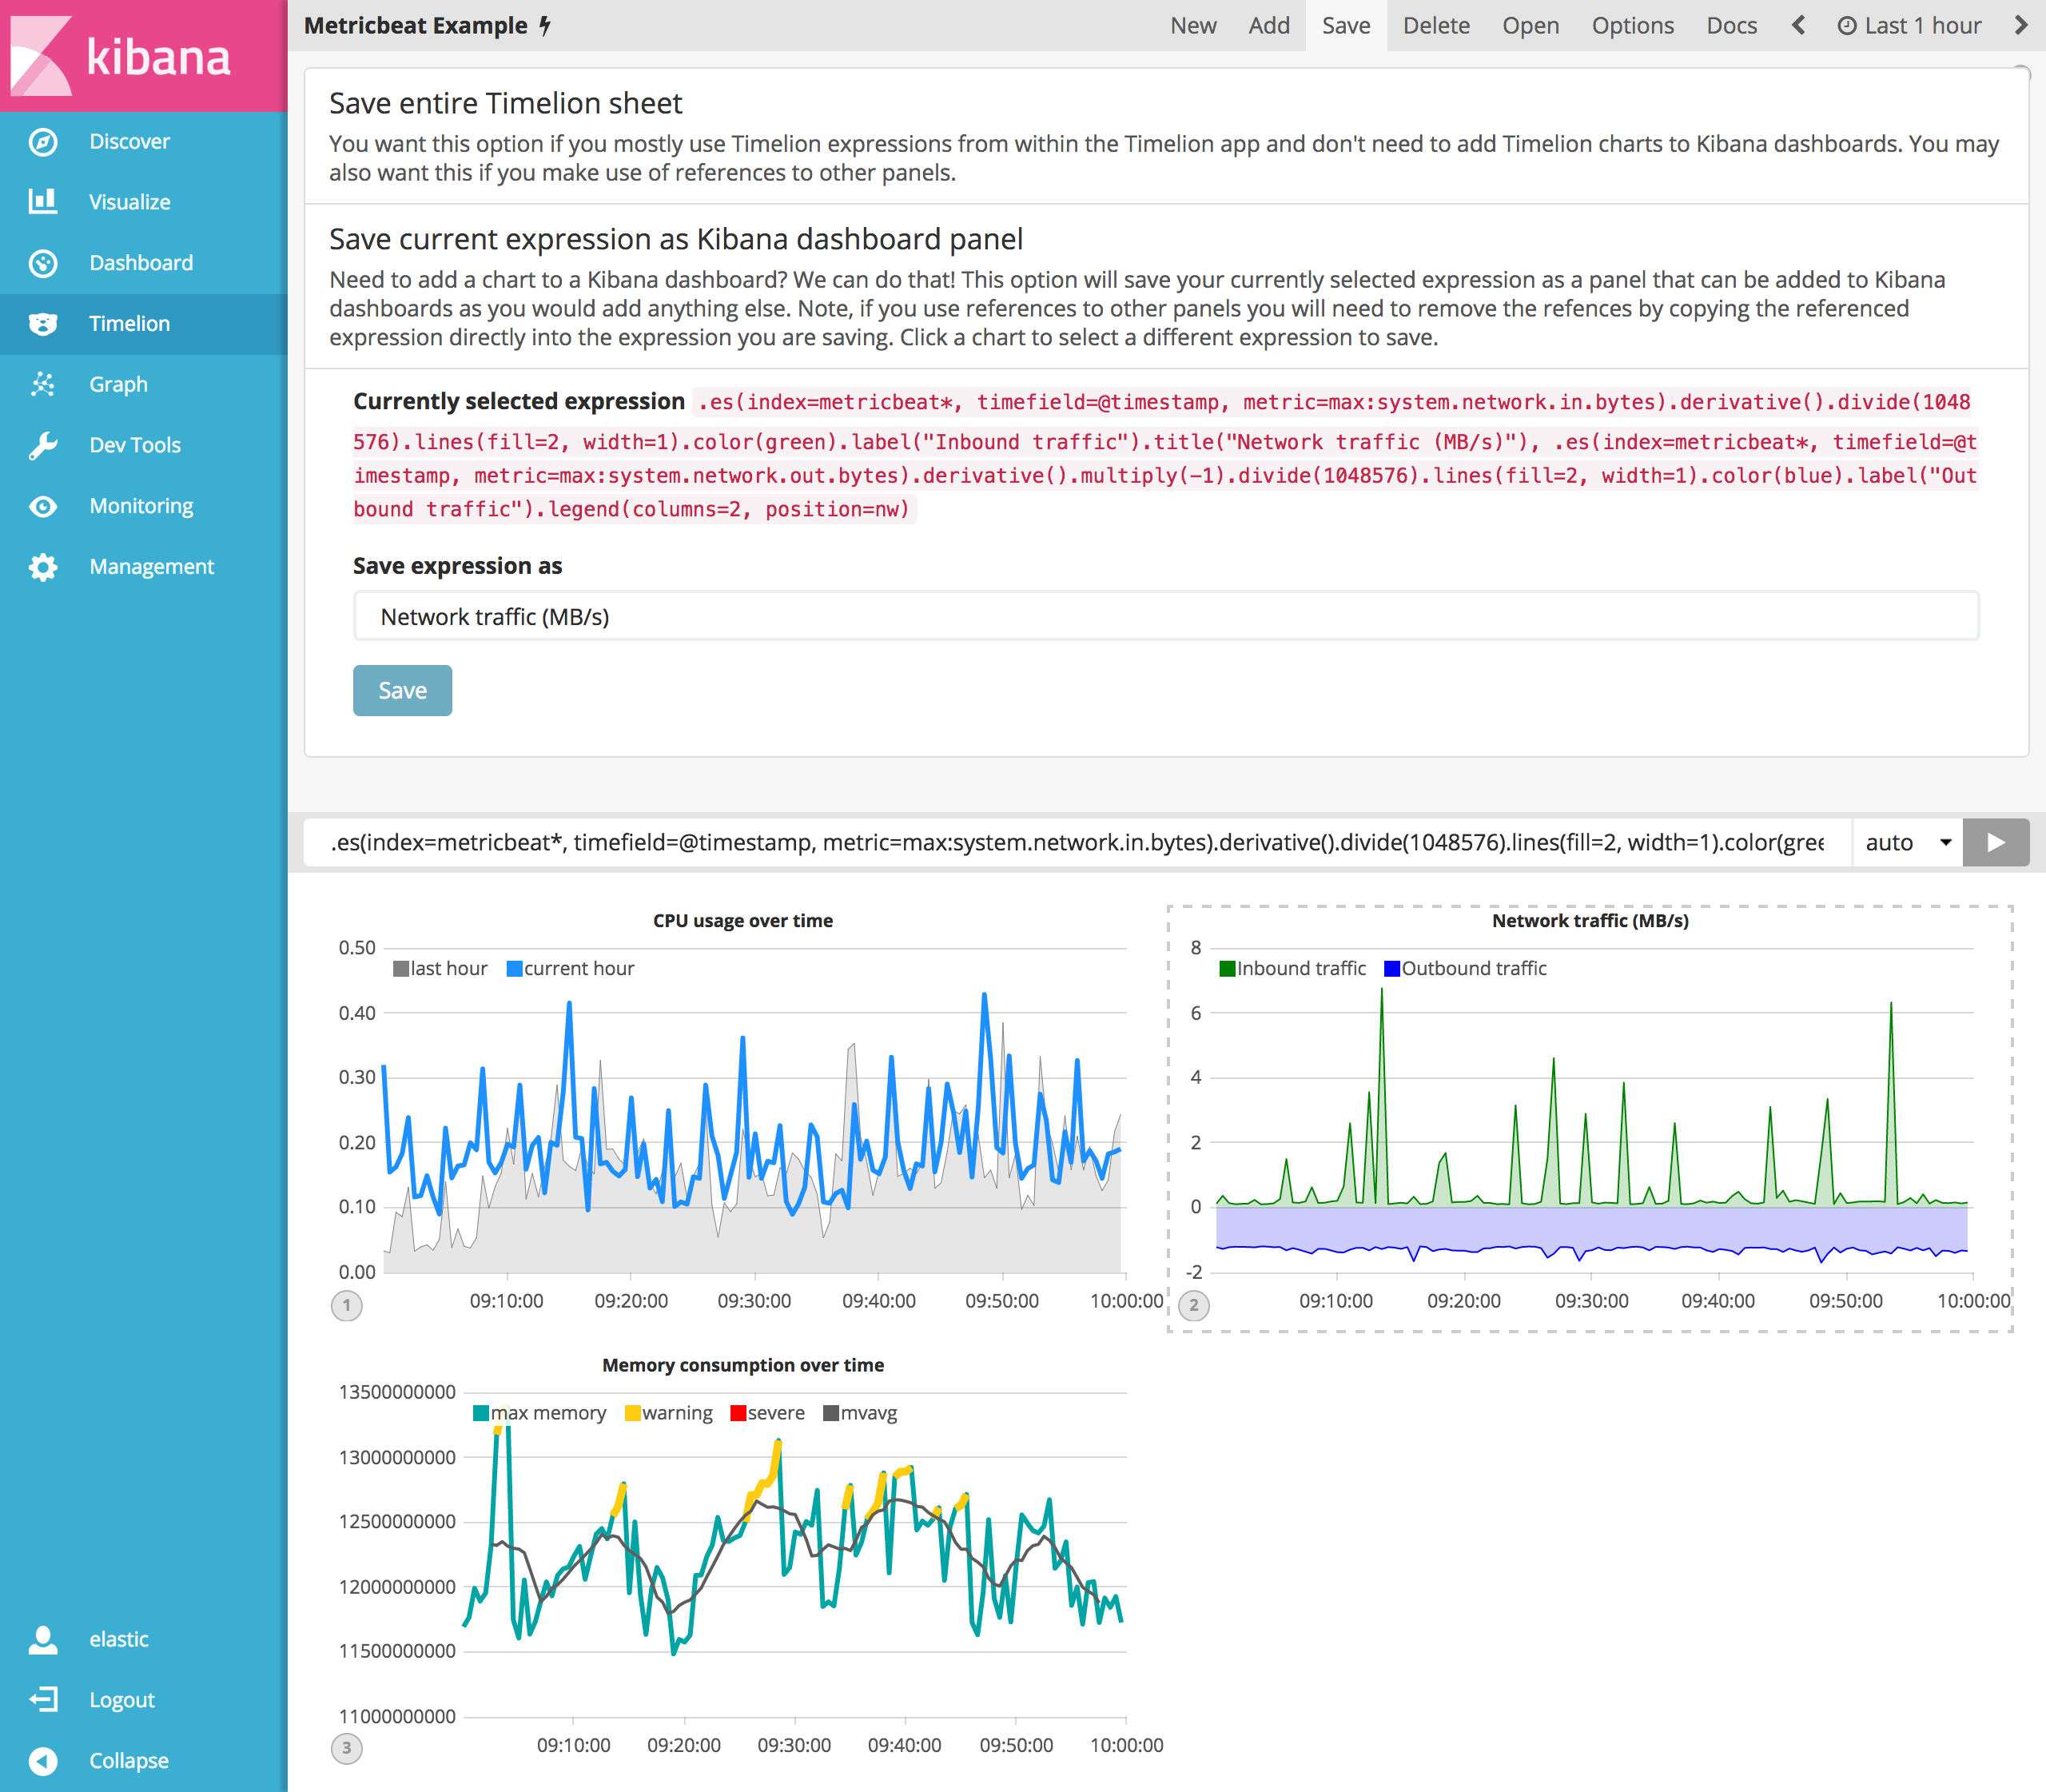 kibana
Discover
Visualize
Dashboard
Timelion
Graph
Dev Tools
Monitoring
Management
elastic
Logout
Collapse
Metricbeat Example
New Add Save Delete Open Options Docs Last 1 hour
Save entire Timelion sheet
You want this option if you mostly use Timelion expressions from within the Timelion app and don't need to add Timelion charts to Kibana dashboards. You may
also want this if you make use of references to other panels.
Save current expression as Kibana dashboard panel
Need to add a chart to a Kibana dashboard? We can do that! This option will save your currently selected expression as a panel that can be added to Kibana
dashboards as you would add anything else. Note, if you use references to other panels you will need to remove the refences by copying the referenced
expression directly into the expression you are saving. Click a chart to select a different expression to save.
Currently selected expression .es(index=metricbeat*, timefield=@timestamp, metric=max:system.network.in.bytes).derivative().divide(1048
576).lines(fill=2, width=1).color(green).label("Inbound traffic").title("Network traffic (MB/s)"), .es(index=metricbeat*, timefield=@t
imestamp, metric=max:system.network.out.bytes).derivative().multiply(-1).divide(1048576).lines(fill=2, width=1).color(blue).label("Out
bound traffic").legend(columns=2, position=nw)
Save expression as
Network traffic (MB/s)
Save
.es(index=metricbeat*, timefield=@timestamp, metric=max:system.network.in.bytes).derivative().divide(1048576).lines(fill=2, width=1).color(gree
auto
CPU usage over time
last hour current hour
0.50
0.40
0.30
0.20
0.10
0.00
09:10:00 09:20:00 09:30:00 09:40:00 09:50:00 10:00:00
1
Network traffic (MB/s)
Inbound traffic Outbound traffic
8
6
4
2
0
-2
09:10:00 09:20:00 09:30:00 09:40:00 09:50:00 10:00:00
2
Memory consumption over time
max memory warning severe mvavg
13500000000
13000000000
12500000000
12000000000
11500000000
11000000000
09:10:00 09:20:00 09:30:00 09:40:00 09:50:00 10:00:00
3